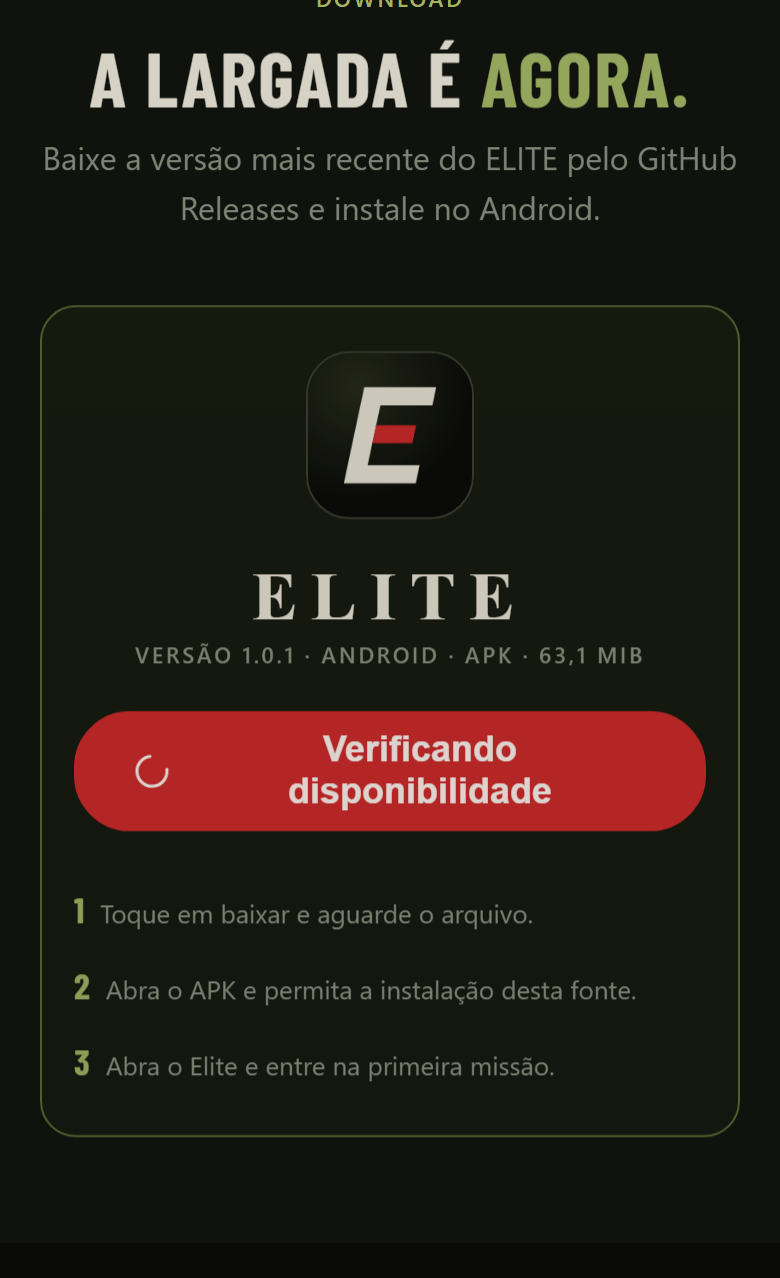 DOWNLOAD
A LARGADA É AGORA.
Baixe a versão mais recente do ELITE pelo GitHub
Releases e instale no Android.
E
ELITE
VERSÃO 1.0.1 · ANDROID · APK · 63,1 MIB
Verificando
disponibilidade
1 Toque em baixar e aguarde o arquivo.
2 Abra o APK e permita a instalação desta fonte.
3 Abra o Elite e entre na primeira missão.